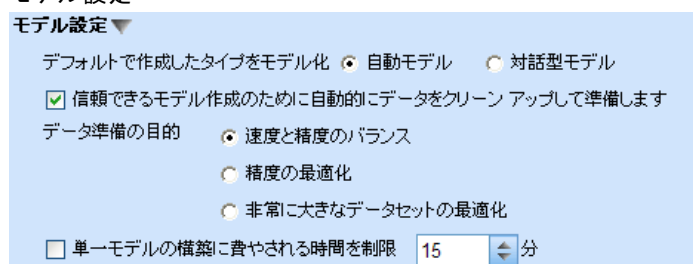 モデル設定
デフォルトで作成したタイプをモデル化 自動モデル 対話型モデル
信頼できるモデル作成のために自動的にデータをクリーン アップして準備します
データ準備の目的 速度と精度のバランス
精度の最適化
非常に大きなデータセットの最適化
単一モデルの構築に費やされる時間を制限 15 分